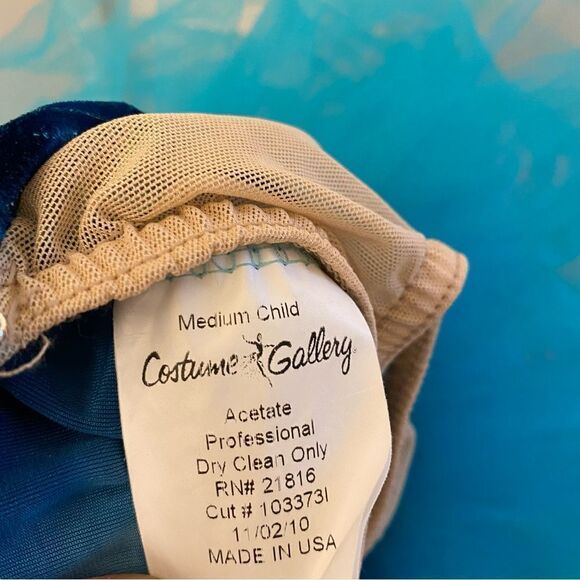 Medium Child
Costume Gallery
Acetate
Professional
Dry Clean Only
RN# 21816
Cut # 103373I
11/02/10
MADE IN USA